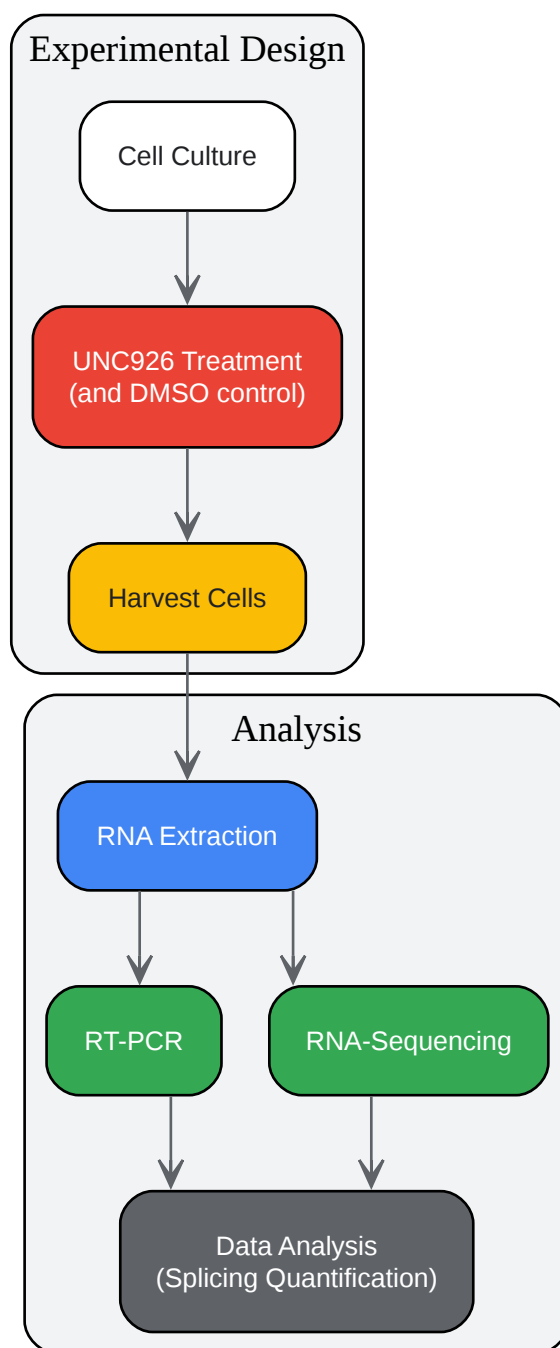 Experimental Design
Cell Culture
UNC926 Treatment
(and DMSO control)
Harvest Cells
Analysis
RNA Extraction
RT-PCR
RNA-Sequencing
Data Analysis
(Splicing Quantification)